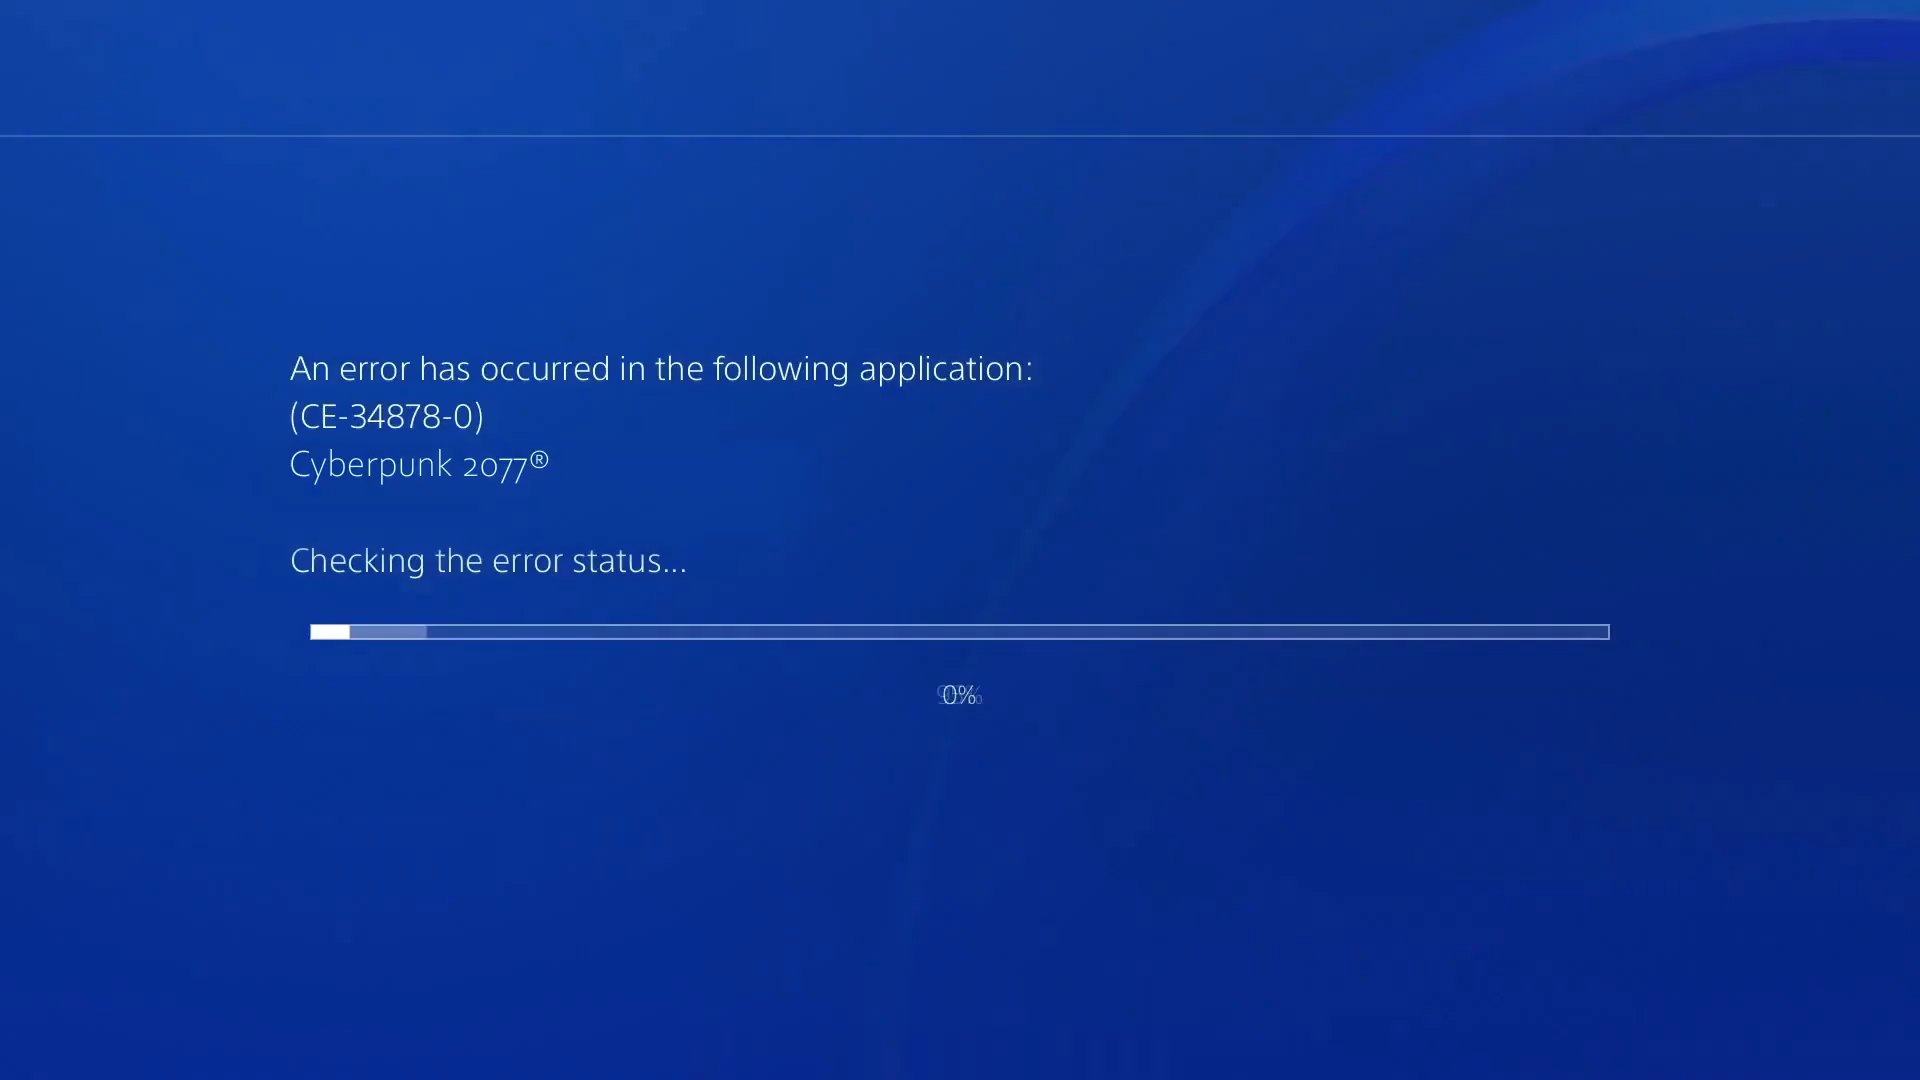 An error has occurred in the following application:
(CE-34878-0)
Cyberpunk 2077®
Checking the error status...
0%